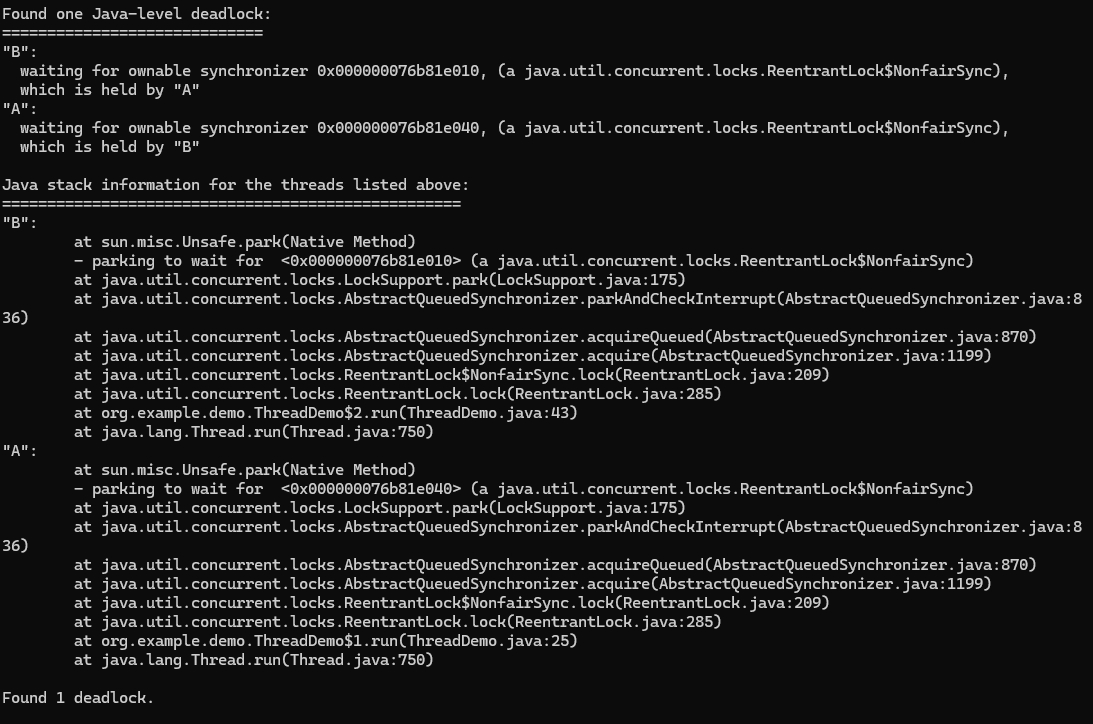 Found one Java-level deadlock:
=============================
"B":
  waiting for ownable synchronizer 0x000000076b81e010, (a java.util.concurrent.locks.ReentrantLock$NonfairSync),
  which is held by "A"
"A":
  waiting for ownable synchronizer 0x000000076b81e040, (a java.util.concurrent.locks.ReentrantLock$NonfairSync),
  which is held by "B"

Java stack information for the threads listed above:
===================================================
"B":
        at sun.misc.Unsafe.park(Native Method)
        - parking to wait for  <0x000000076b81e010> (a java.util.concurrent.locks.ReentrantLock$NonfairSync)
        at java.util.concurrent.locks.LockSupport.park(LockSupport.java:175)
        at java.util.concurrent.locks.AbstractQueuedSynchronizer.parkAndCheckInterrupt(AbstractQueuedSynchronizer.java:8
36)
        at java.util.concurrent.locks.AbstractQueuedSynchronizer.acquireQueued(AbstractQueuedSynchronizer.java:870)
        at java.util.concurrent.locks.AbstractQueuedSynchronizer.acquire(AbstractQueuedSynchronizer.java:1199)
        at java.util.concurrent.locks.ReentrantLock$NonfairSync.lock(ReentrantLock.java:209)
        at java.util.concurrent.locks.ReentrantLock.lock(ReentrantLock.java:285)
        at org.example.demo.ThreadDemo$2.run(ThreadDemo.java:43)
        at java.lang.Thread.run(Thread.java:750)
"A":
        at sun.misc.Unsafe.park(Native Method)
        - parking to wait for  <0x000000076b81e040> (a java.util.concurrent.locks.ReentrantLock$NonfairSync)
        at java.util.concurrent.locks.LockSupport.park(LockSupport.java:175)
        at java.util.concurrent.locks.AbstractQueuedSynchronizer.parkAndCheckInterrupt(AbstractQueuedSynchronizer.java:8
36)
        at java.util.concurrent.locks.AbstractQueuedSynchronizer.acquireQueued(AbstractQueuedSynchronizer.java:870)
        at java.util.concurrent.locks.AbstractQueuedSynchronizer.acquire(AbstractQueuedSynchronizer.java:1199)
        at java.util.concurrent.locks.ReentrantLock$NonfairSync.lock(ReentrantLock.java:209)
        at java.util.concurrent.locks.ReentrantLock.lock(ReentrantLock.java:285)
        at org.example.demo.ThreadDemo$1.run(ThreadDemo.java:25)
        at java.lang.Thread.run(Thread.java:750)

Found 1 deadlock.